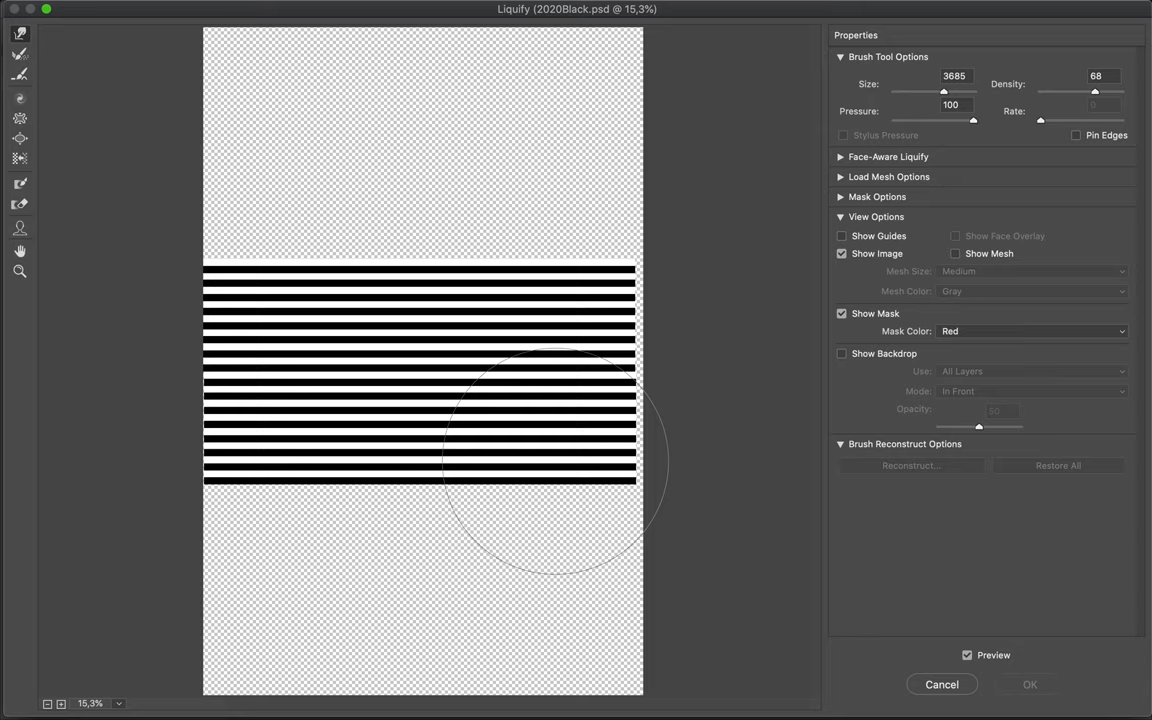 Liquify (2020Black.psd @ 15,3%)
Properties
Brush Tool Options
Size: 3685 Density: 68
Pressure: 100 Rate: 0
Stylus Pressure Pin Edges
Face-Aware Liquify
Load Mesh Options
Mask Options
View Options
Show Guides Show Face Overlay
Show Image Show Mesh
Mesh Size: Medium
Mesh Color: Gray
Show Mask
Mask Color: Red
Show Backdrop
Use: All Layers
Mode: In Front
Opacity: 50
Brush Reconstruct Options
Reconstruct... Restore All
Preview
Cancel OK
15,3%